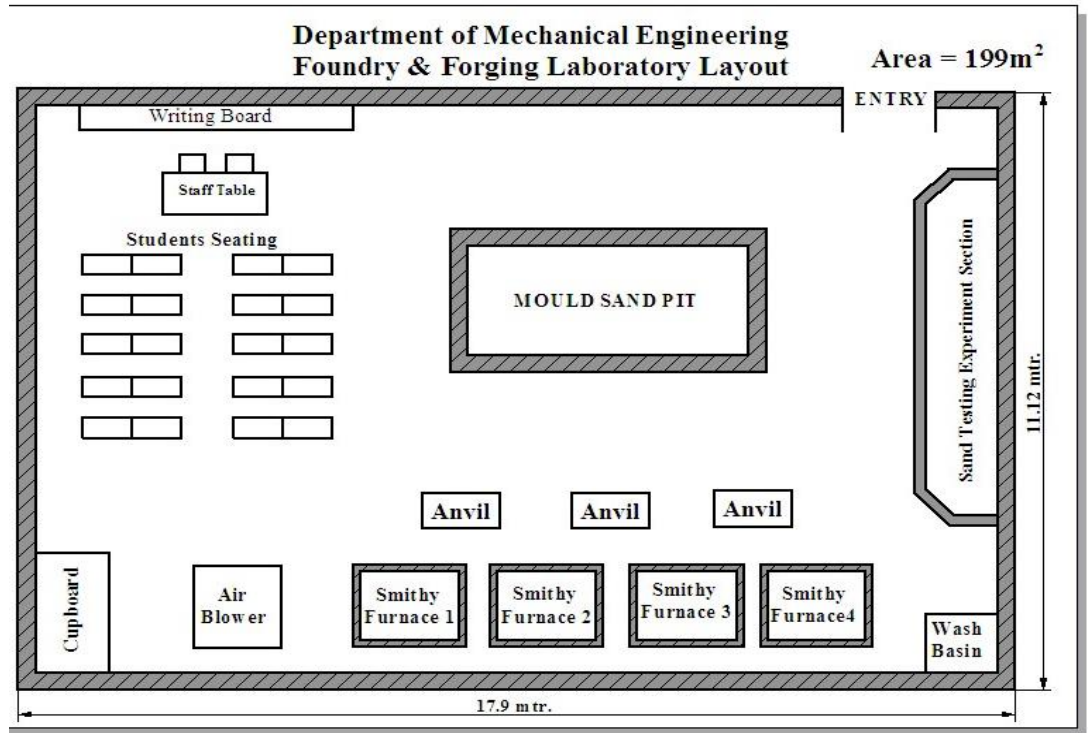 Department of Mechanical Engineering
Foundry & Forging Laboratory Layout
Area = 199m²
ENTRY
Writing Board
Staff Table
Students Seating
MOULD SAND PIT
Sand Testing Experiment Section
11.12 mtr.
Anvil
Anvil
Anvil
Cupboard
Air
Blower
Smithy
Furnace 1
Smithy
Furnace 2
Smithy
Furnace 3
Smithy
Furnace4
Wash
Basin
17.9 mtr.